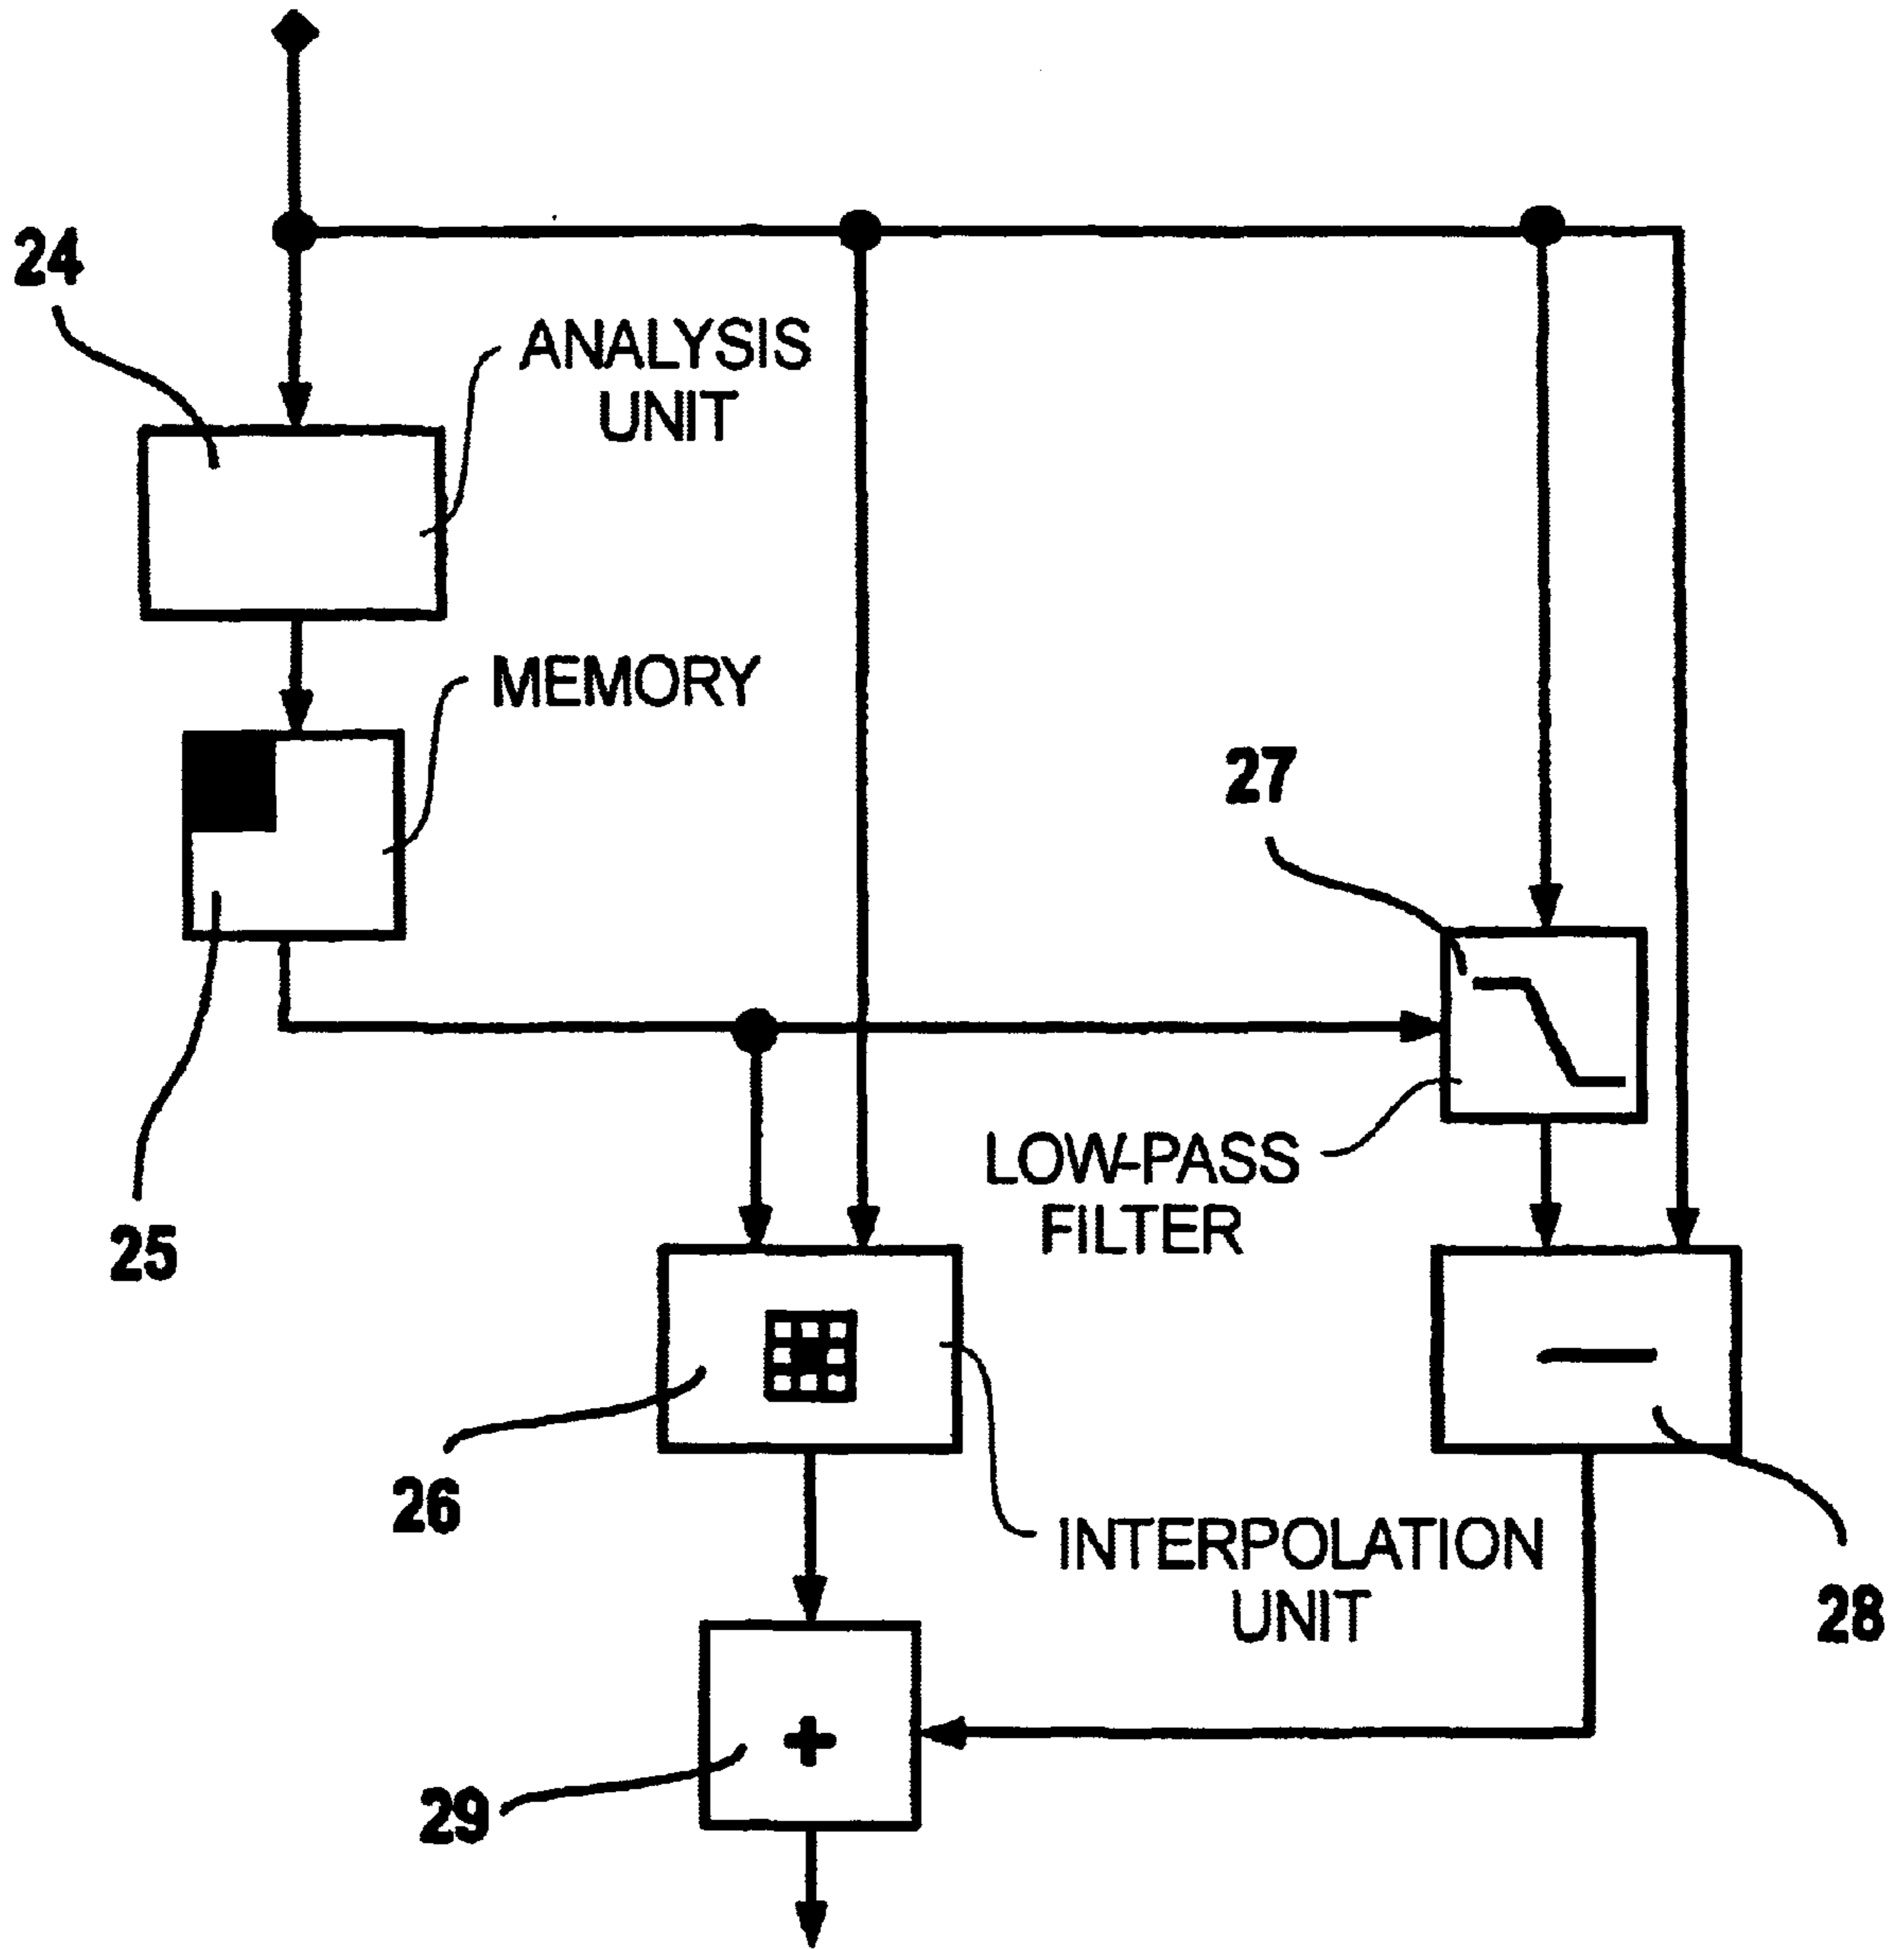 24
ANALYSIS
UNIT
MEMORY
27
LOW-PASS
FILTER
25
26
INTERPOLATION
UNIT
28
+
29